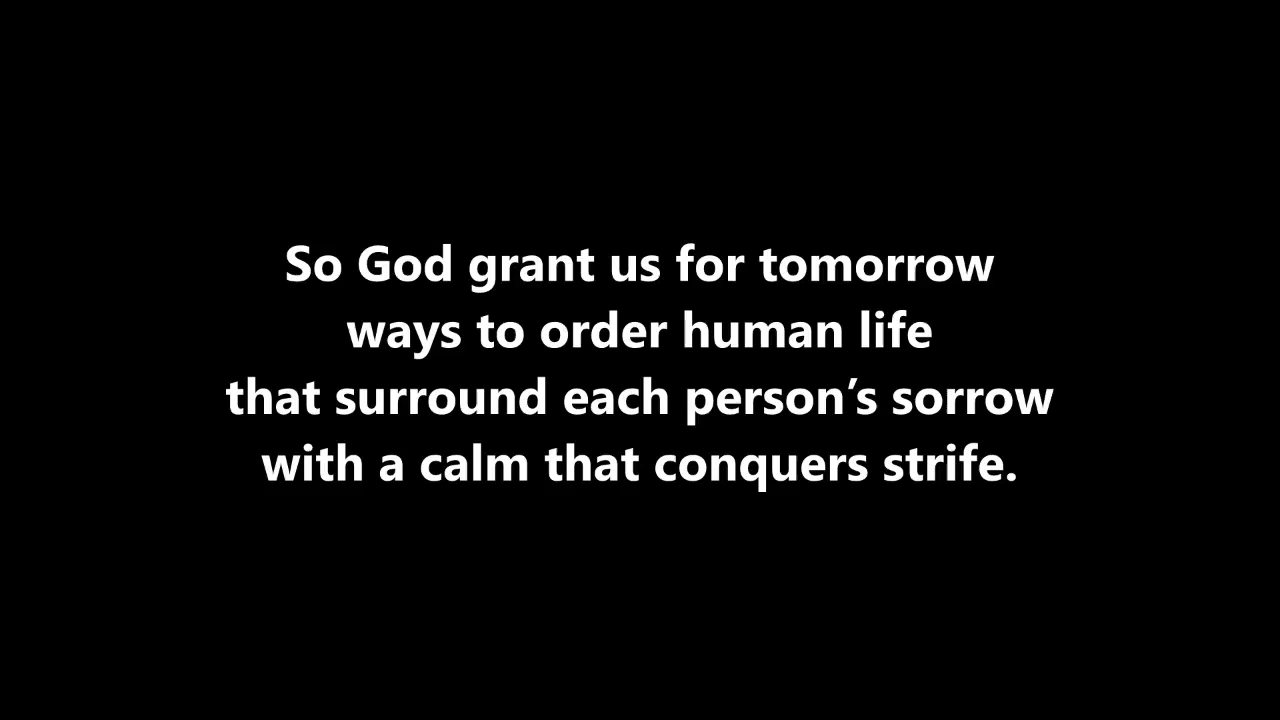 So God grant us for tomorrow
ways to order human life
that surround each person’s sorrow
with a calm that conquers strife.